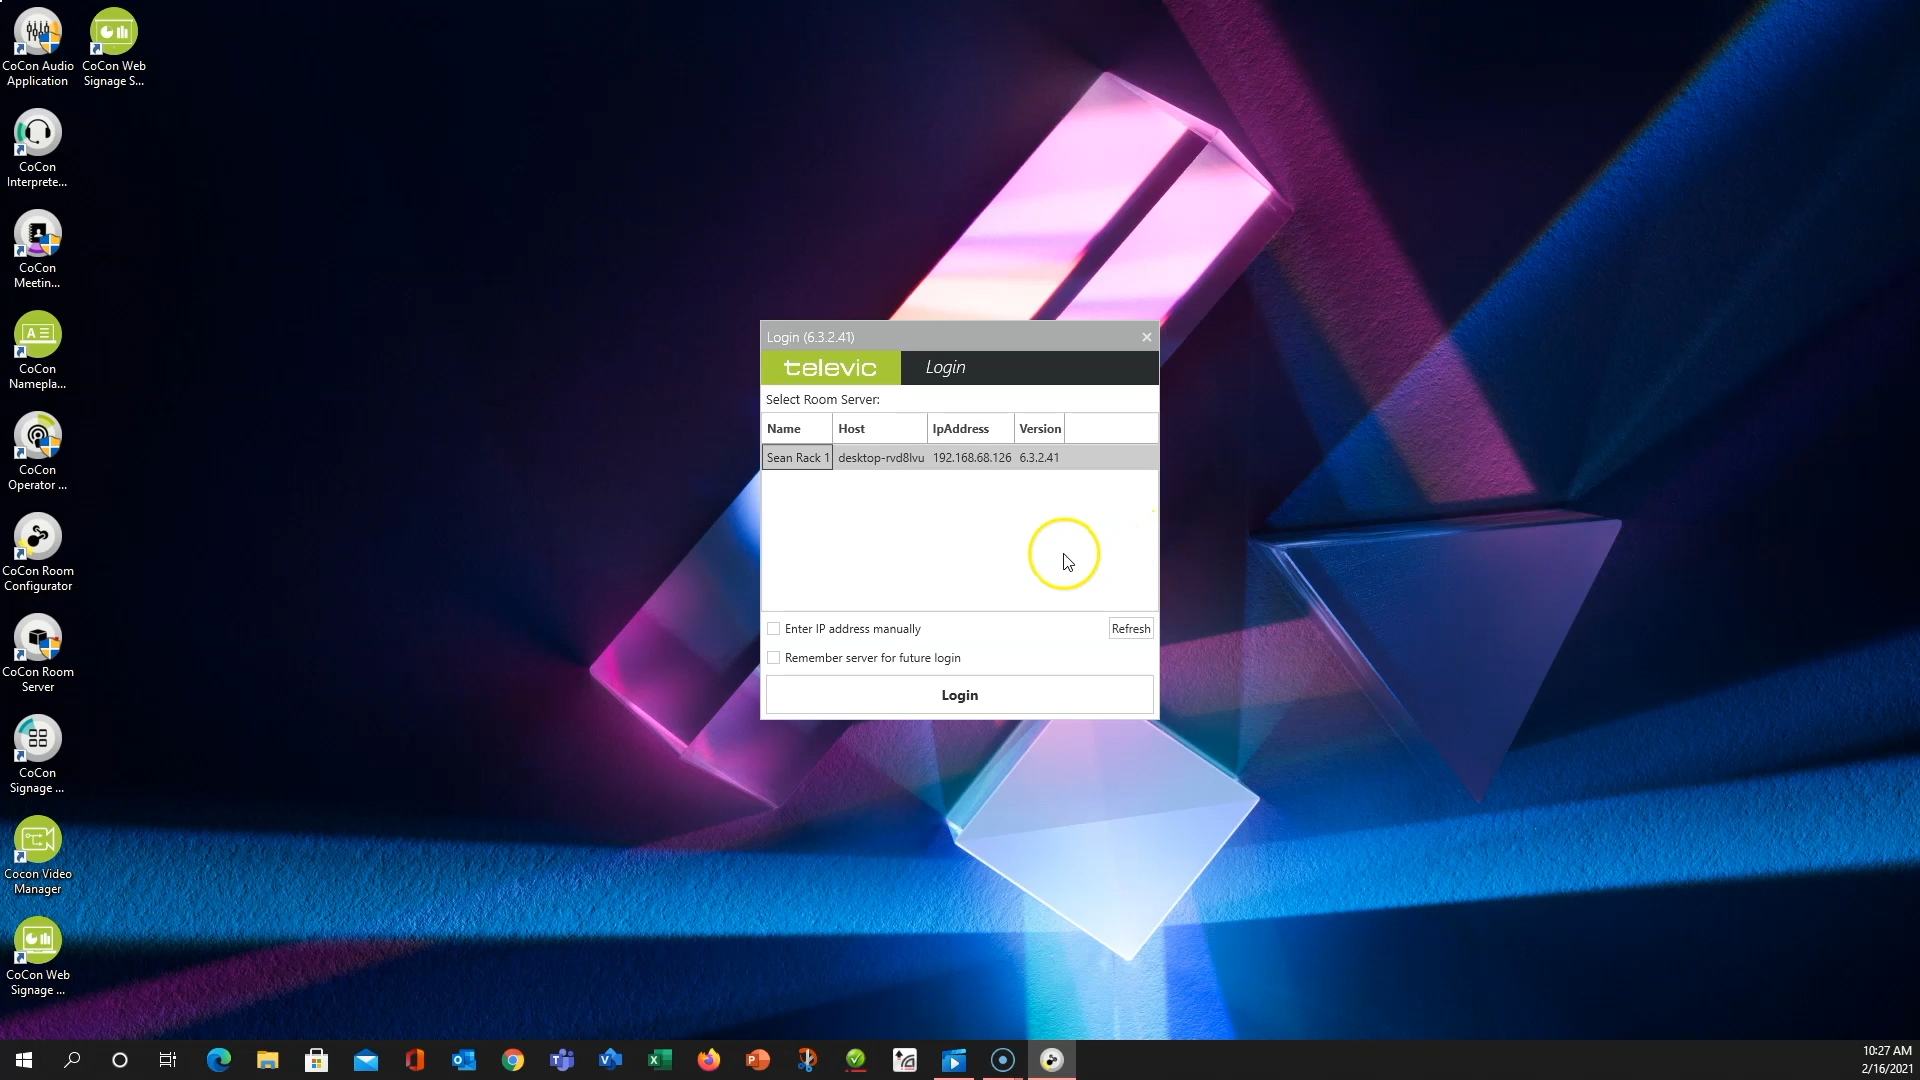 CoCon Audio
Application
CoCon Web
Signage S...
CoCon
Interprete...
CoCon
Meetin...
CoCon
Namepla...
CoCon
Operator ...
CoCon Room
Configurator
CoCon Room
Server
CoCon
Signage ...
Cocon Video
Manager
CoCon Web
Signage ...
Login (6.3.2.41)
televic
Login
Select Room Server:
Name Host IpAddress Version
Sean Rack 1 desktop-rvd8lvu 192.168.68.126 6.3.2.41
Enter IP address manually
Refresh
Remember server for future login
Login
10:27 AM
2/16/2021